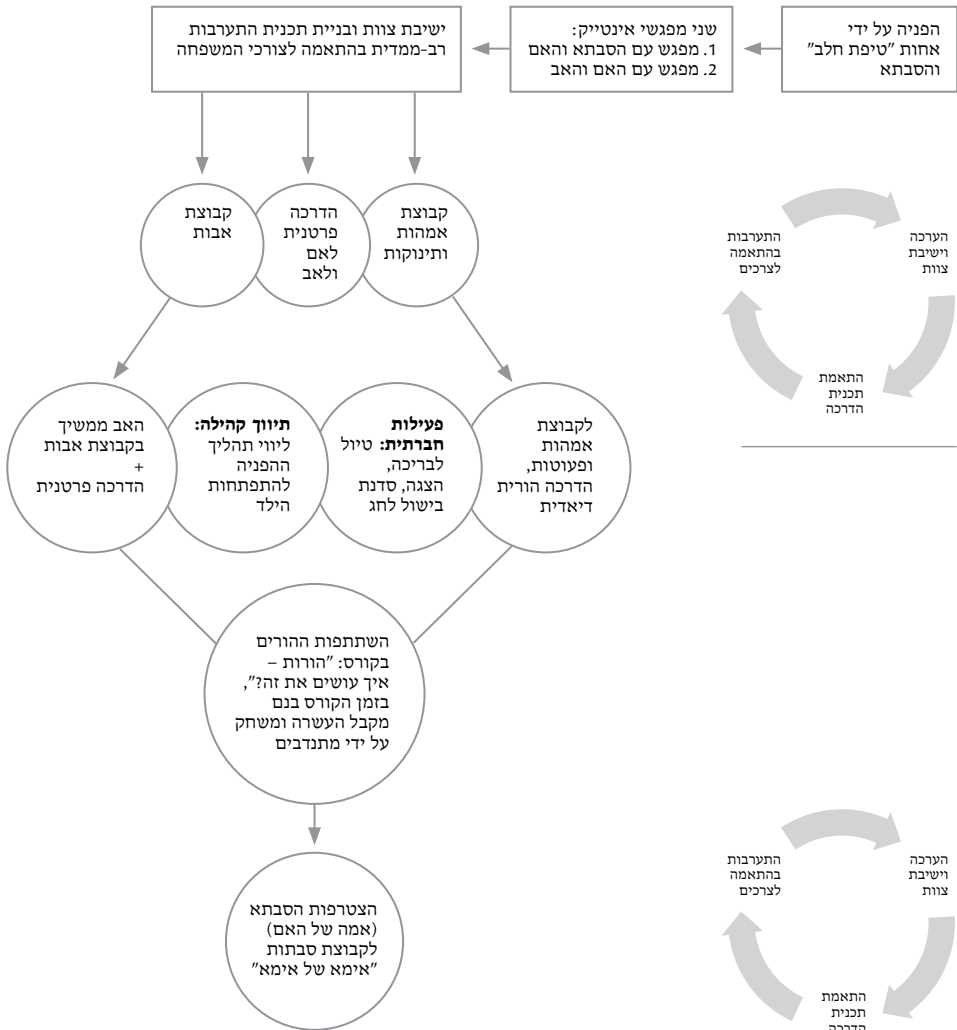 הפניה על ידי
אחות "טיפת חלב"
והסבתא
שני מפגשי אינטייק:
1. מפגש עם הסבתא והאם
2. מפגש עם האם והאב
ישיבת צוות ובניית תכנית התערבות
רב-ממדית בהתאמה לצורכי המשפחה
קבוצת
אמהות
ותינוקות
הדרכה
פרטנית
לאם
ולאב
קבוצת
אבות
הערכה
וישיבת
צוות
התאמת
תכנית
הדרכה
התערבות
בהתאמה
לצרכים
לקבוצת
אמהות
ופעוטות,
הדרכה הורית
דיאדית
פעילות
חברתית: טיול
לבריכה,
הצגה, סדנת
בישול לחג
תיווך קהילה:
ליווי תהליך
ההפניה
להתפתחות
הילד
האב ממשיך
בקבוצת אבות
+
הדרכה פרטנית
השתתפות ההורים
בקורס: "הורות –
איך עושים את זה?",
בזמן הקורס בנם
מקבל העשרה ומשחק
על ידי מתנדבים
הצטרפות הסבתא
(אמה של האם)
לקבוצת סבתות
"אימא של אימא"
הערכה
וישיבת
צוות
התאמת
תכנית
הדרכה
התערבות
בהתאמה
לצרכים